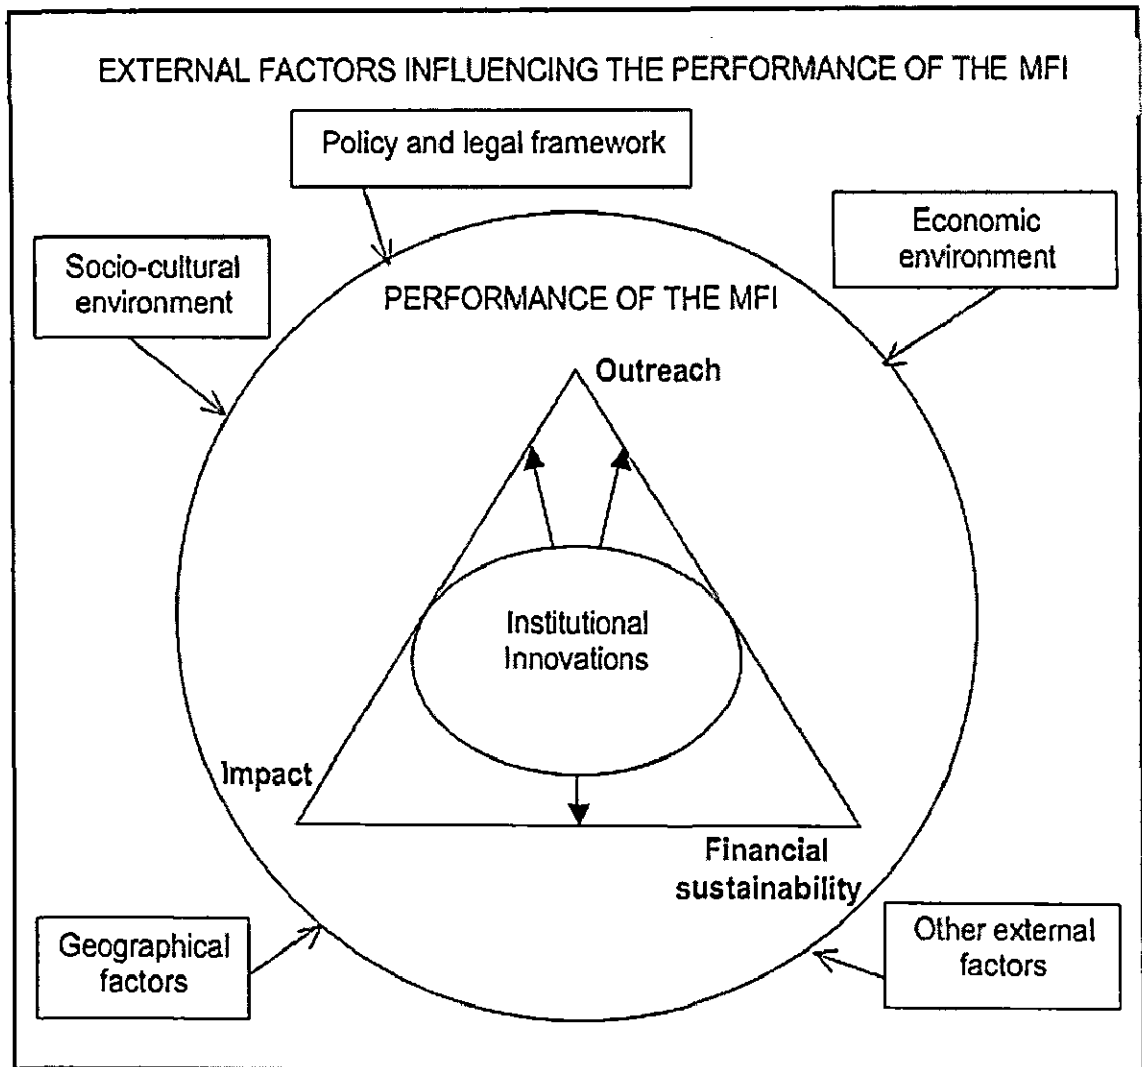 EXTERNAL FACTORS INFLUENCING THE PERFORMANCE OF THE MFI
Policy and legal framework
Economic
environment
Socio-cultural
environment
PERFORMANCE OF THE MFI
Outreach
Institutional
Innovations
Impact
Financial
sustainability
Geographical
factors
Other external
factors